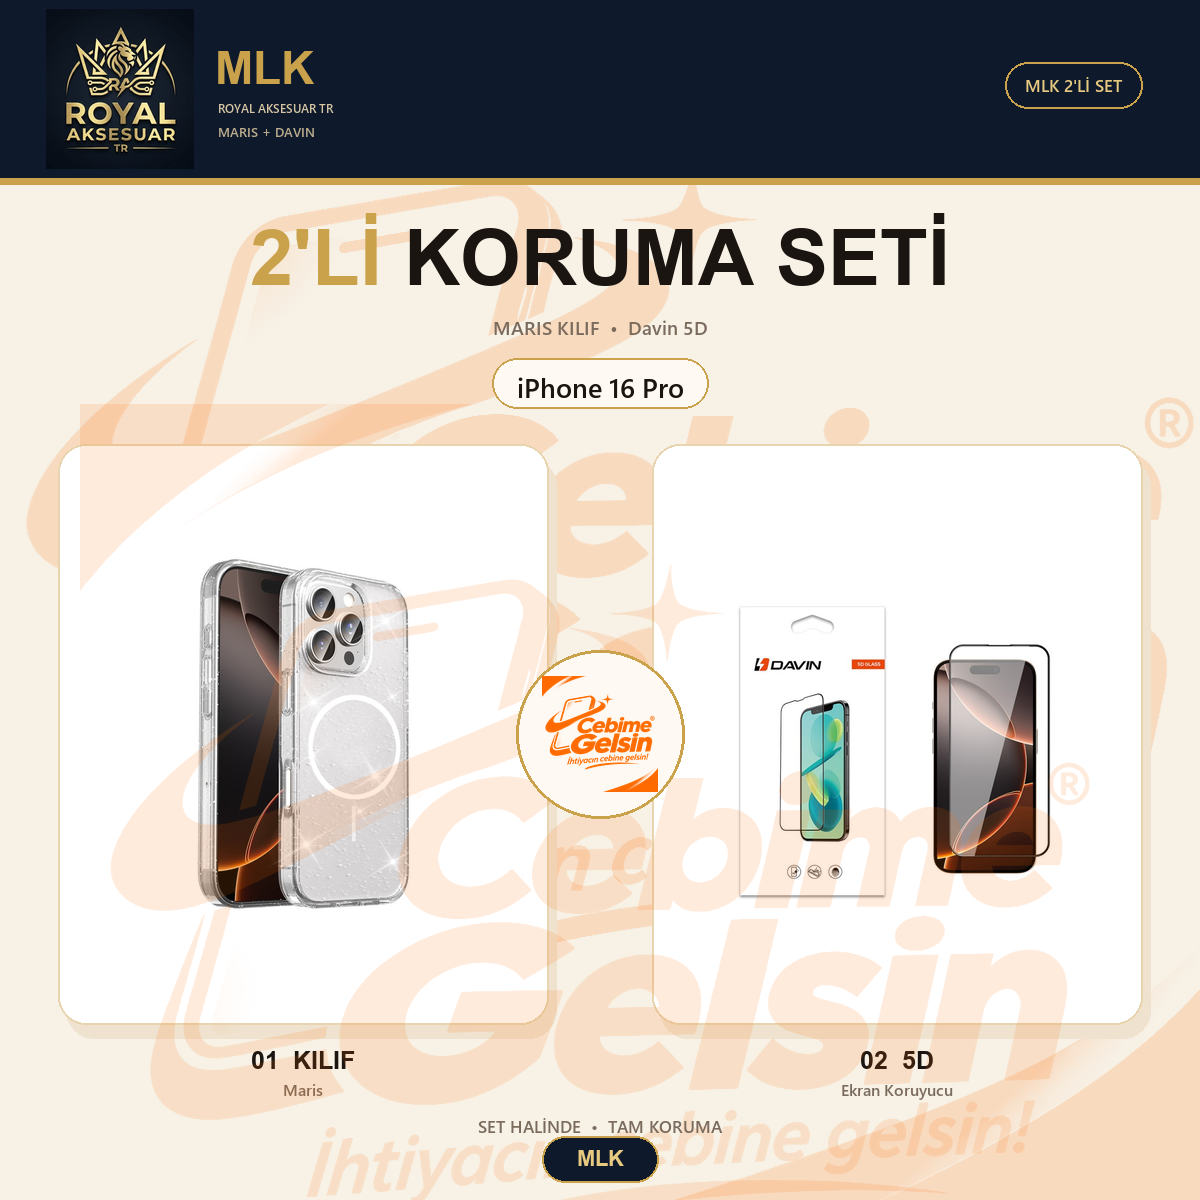 ROYAL
AKSESUAR
TR
MLK
ROYAL AKSESUAR TR
MARIS + DAVIN
MLK 2'Lİ SET
2'Lİ KORUMA SETİ
MARIS KILIF • Davin 5D
iPhone 16 Pro
DAVIN
5D GLASS
Cebime®
Gelsin
İhtiyacın cebine gelsin!
Cebime®
Gelsin
İhtiyacın cebine gelsin!
01 KILIF
Maris
02 5D
Ekran Koruyucu
SET HALİNDE • TAM KORUMA
MLK